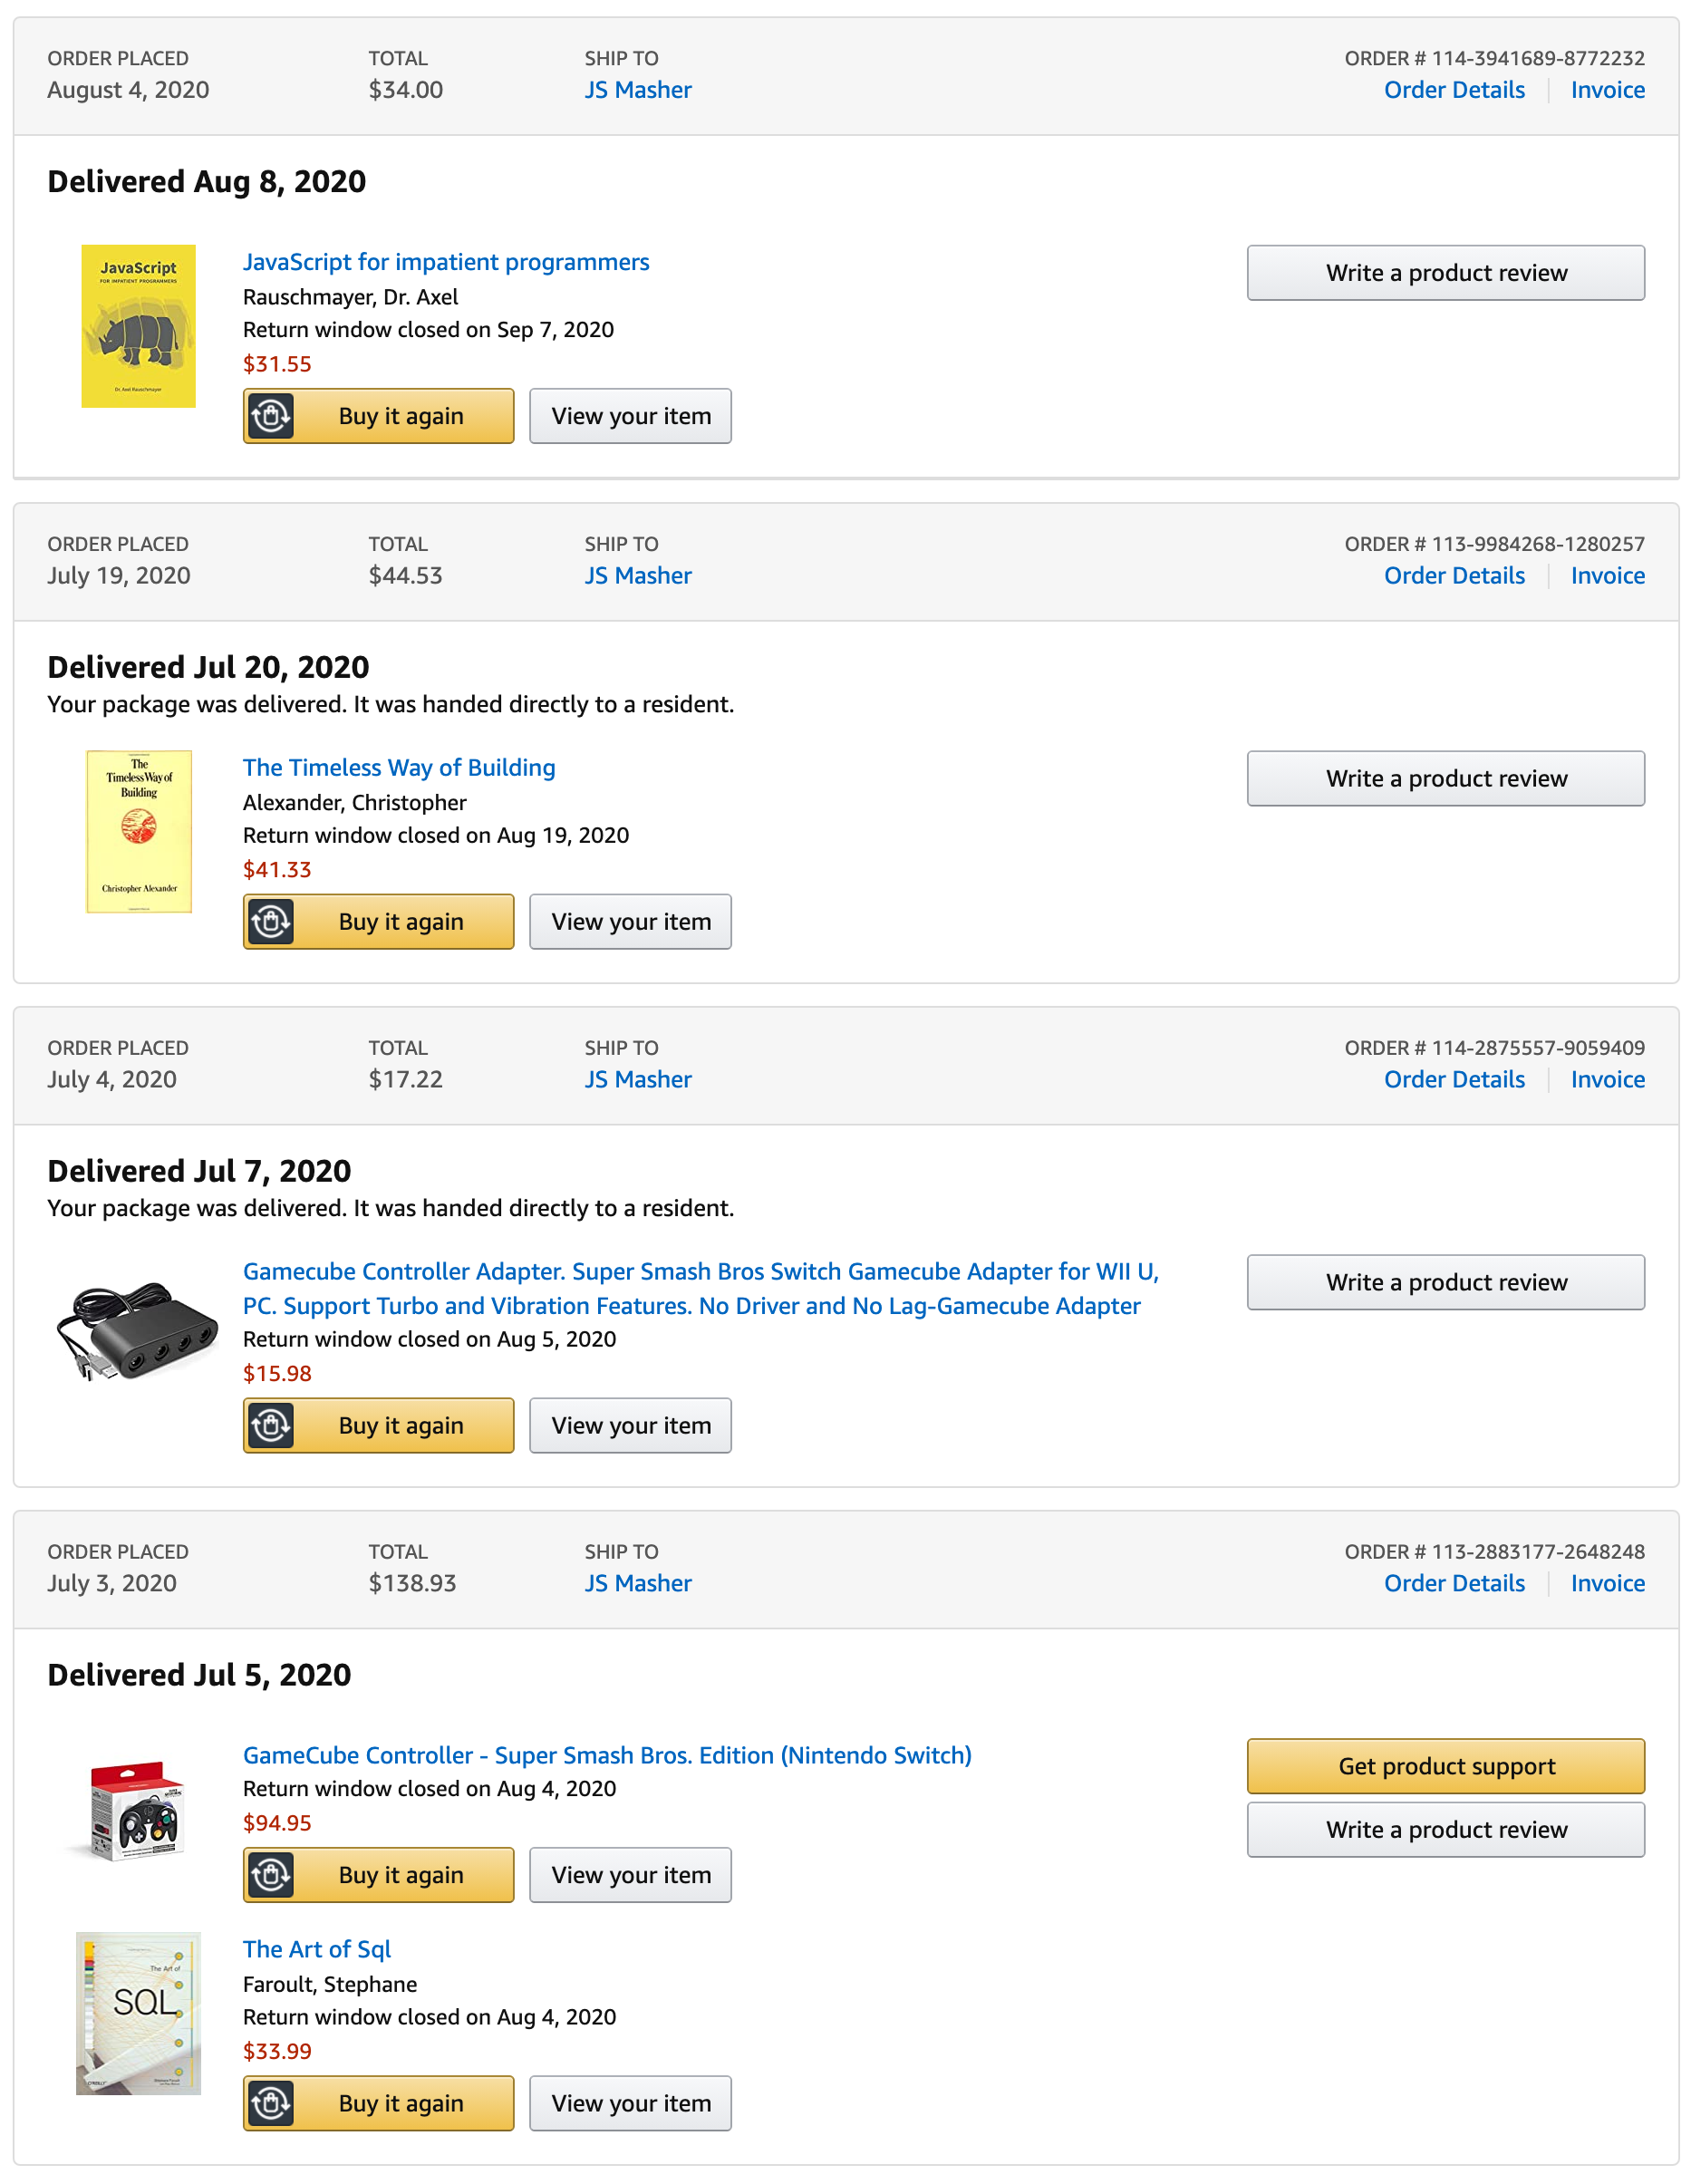 ORDER PLACED TOTAL SHIP TO ORDER # 114-3941689-8772232
August 4, 2020 $34.00 JS Masher Order Details Invoice
Delivered Aug 8, 2020
JavaScript
FOR IMPATIENT PROGRAMMERS
Dr. Axel Rauschmayer
JavaScript for impatient programmers
Rauschmayer, Dr. Axel
Return window closed on Sep 7, 2020
$31.55
Buy it again View your item
Write a product review
ORDER PLACED TOTAL SHIP TO ORDER # 113-9984268-1280257
July 19, 2020 $44.53 JS Masher Order Details Invoice
Delivered Jul 20, 2020
Your package was delivered. It was handed directly to a resident.
The
Timeless Way of
Building
Christopher Alexander
The Timeless Way of Building
Alexander, Christopher
Return window closed on Aug 19, 2020
$41.33
Buy it again View your item
Write a product review
ORDER PLACED TOTAL SHIP TO ORDER # 114-2875557-9059409
July 4, 2020 $17.22 JS Masher Order Details Invoice
Delivered Jul 7, 2020
Your package was delivered. It was handed directly to a resident.
Gamecube Controller Adapter. Super Smash Bros Switch Gamecube Adapter for WII U,
PC. Support Turbo and Vibration Features. No Driver and No Lag-Gamecube Adapter
Return window closed on Aug 5, 2020
$15.98
Buy it again View your item
Write a product review
ORDER PLACED TOTAL SHIP TO ORDER # 113-2883177-2648248
July 3, 2020 $138.93 JS Masher Order Details Invoice
Delivered Jul 5, 2020
GameCube Controller - Super Smash Bros. Edition (Nintendo Switch)
Return window closed on Aug 4, 2020
$94.95
Buy it again View your item
Get product support
Write a product review
The Art of
SQL
The Art of Sql
Faroult, Stephane
Return window closed on Aug 4, 2020
$33.99
Buy it again View your item